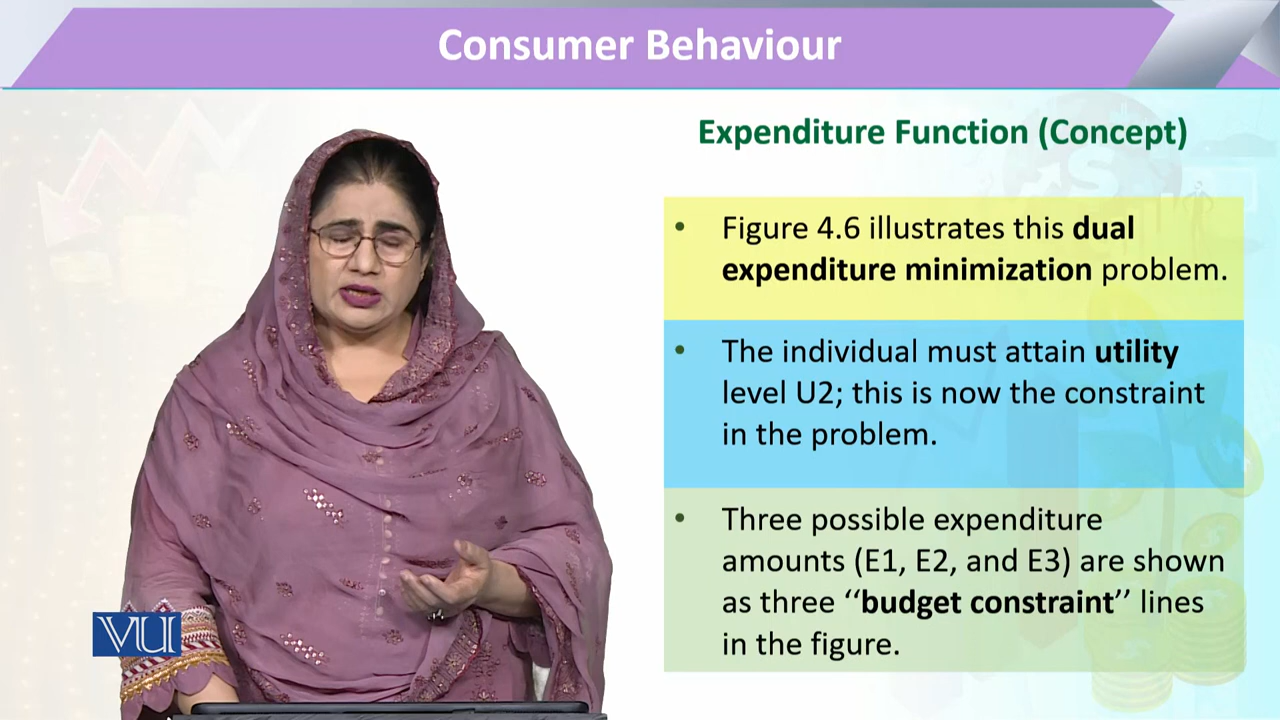 Consumer Behaviour
Expenditure Function (Concept)
• Figure 4.6 illustrates this dual
expenditure minimization problem.
• The individual must attain utility
level U2; this is now the constraint
in the problem.
• Three possible expenditure
amounts (E1, E2, and E3) are shown
as three ‘‘budget constraint’’ lines
in the figure.
VU